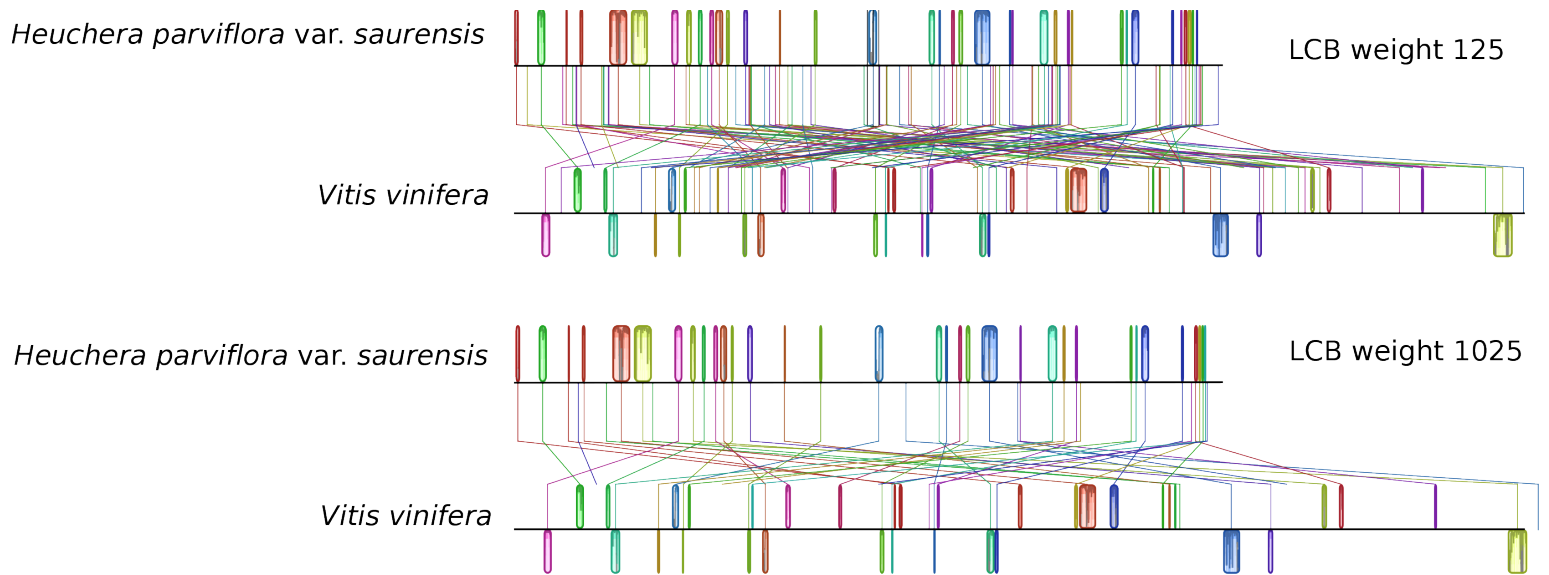 Heuchera parviflora var. saurensis
LCB weight 125
Vitis vinifera
Heuchera parviflora var. saurensis
LCB weight 1025
Vitis vinifera